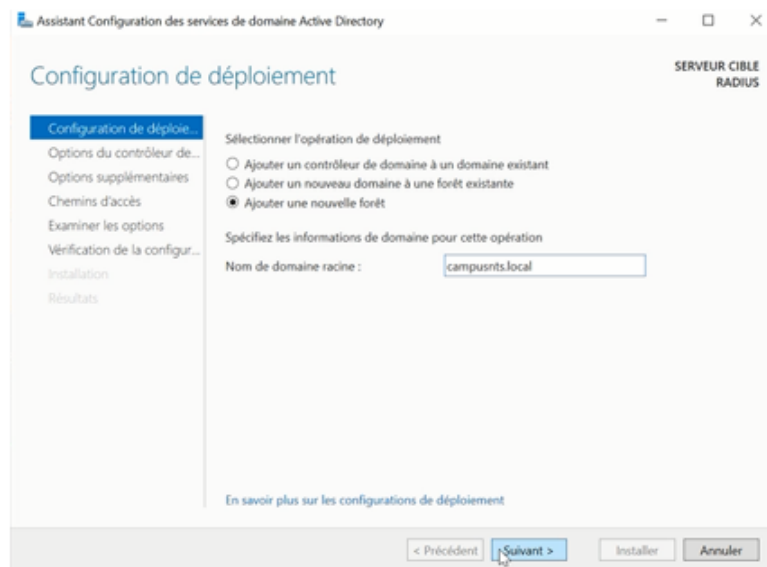 Assistant Configuration des services de domaine Active Directory
Configuration de déploiement
SERVEUR CIBLE
RADIUS
Configuration de déploie...
Options du contrôleur de...
Options supplémentaires
Chemins d'accès
Examiner les options
Vérification de la configur...
Installation
Résultats
Sélectionner l'opération de déploiement
Ajouter un contrôleur de domaine à un domaine existant
Ajouter un nouveau domaine à une forêt existante
Ajouter une nouvelle forêt
Spécifiez les informations de domaine pour cette opération
Nom de domaine racine : campusnts.local
En savoir plus sur les configurations de déploiement
< Précédent Suivant > Installer Annuler